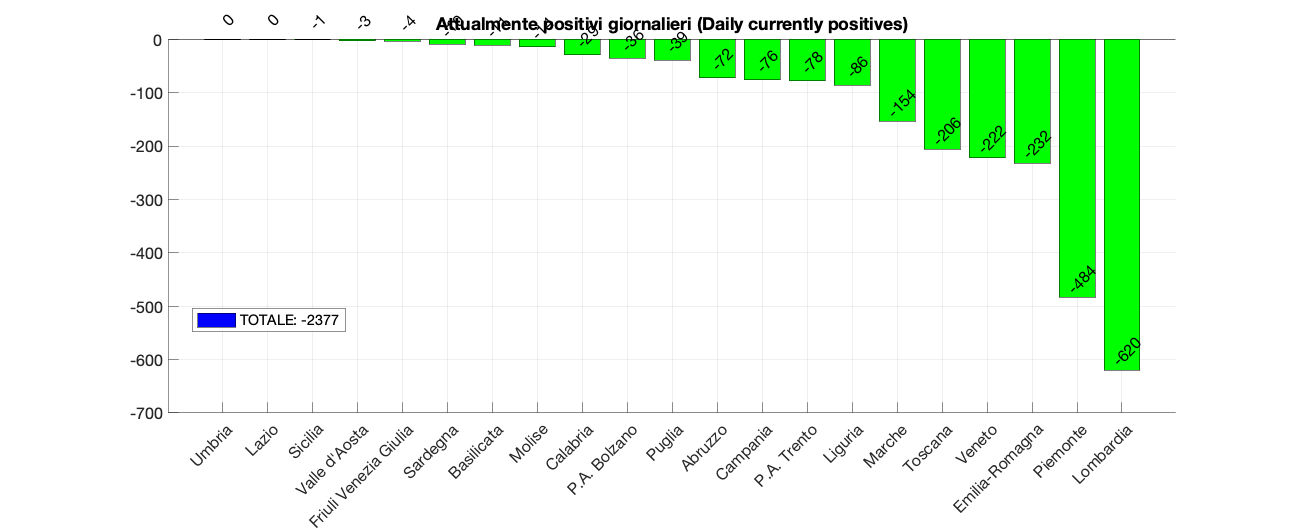 Attualmente positivi giornalieri (Daily currently positives)
0
0
-1
-3
-4
-29
-36
-39
-72
-76
-78
-86
-154
-206
-222
-232
-484
-620
0
-100
-200
-300
-400
-500
-600
-700
TOTALE: -2377
Umbria
Lazio
Sicilia
Valle d'Aosta
Friuli Venezia Giulia
Sardegna
Basilicata
Molise
Calabria
P.A. Bolzano
Puglia
Abruzzo
Campania
P.A. Trento
Liguria
Marche
Toscana
Veneto
Emilia-Romagna
Piemonte
Lombardia